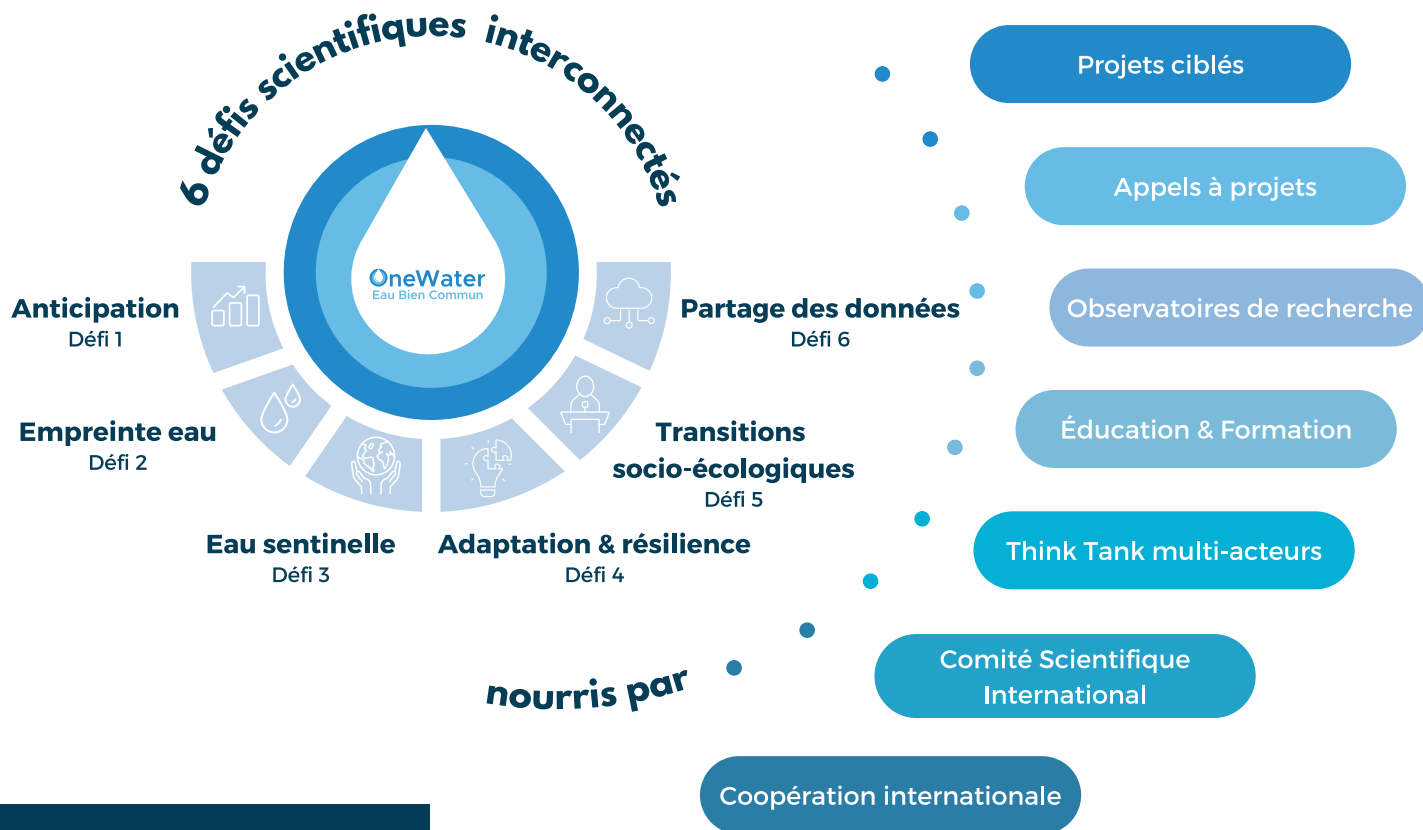 6 défis scientifiques interconnectés
OneWater
Eau Bien Commun
Anticipation
Défi 1
Empreinte eau
Défi 2
Eau sentinelle
Défi 3
Adaptation & résilience
Défi 4
Transitions
socio-écologiques
Défi 5
Partage des données
Défi 6
nourris par
Projets ciblés
Appels à projets
Observatoires de recherche
Éducation & Formation
Think Tank multi-acteurs
Comité Scientifique
International
Coopération internationale